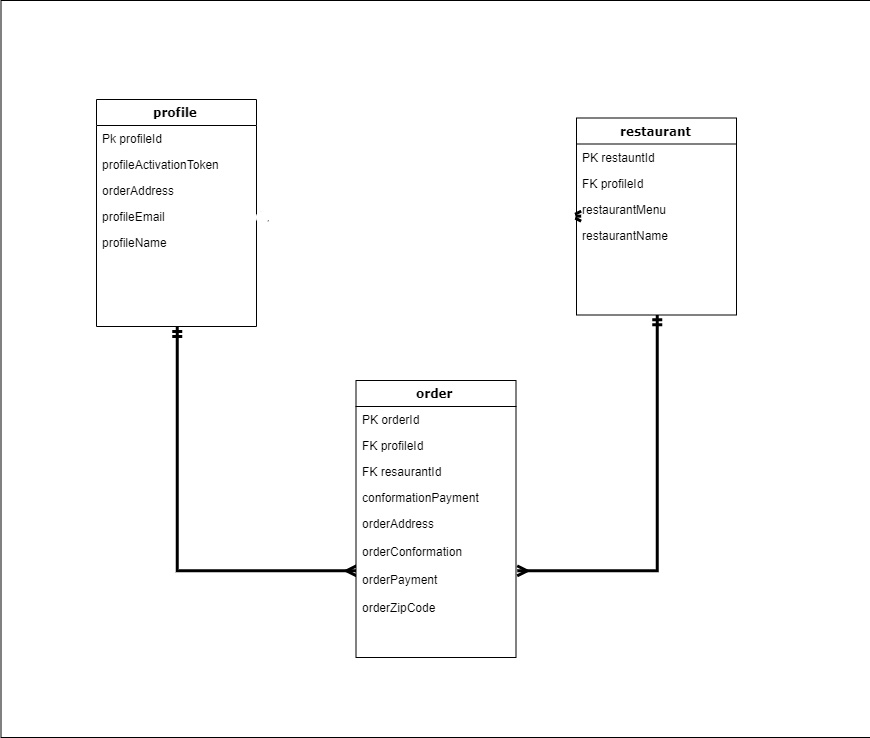 profile
Pk profileId
profileActivationToken
orderAddress
profileEmail
profileName
restaurant
PK restauntId
FK profileId
restaurantMenu
restaurantName
order
PK orderId
FK profileId
FK resaurantId
conformationPayment
orderAddress
orderConformation
orderPayment
orderZipCode